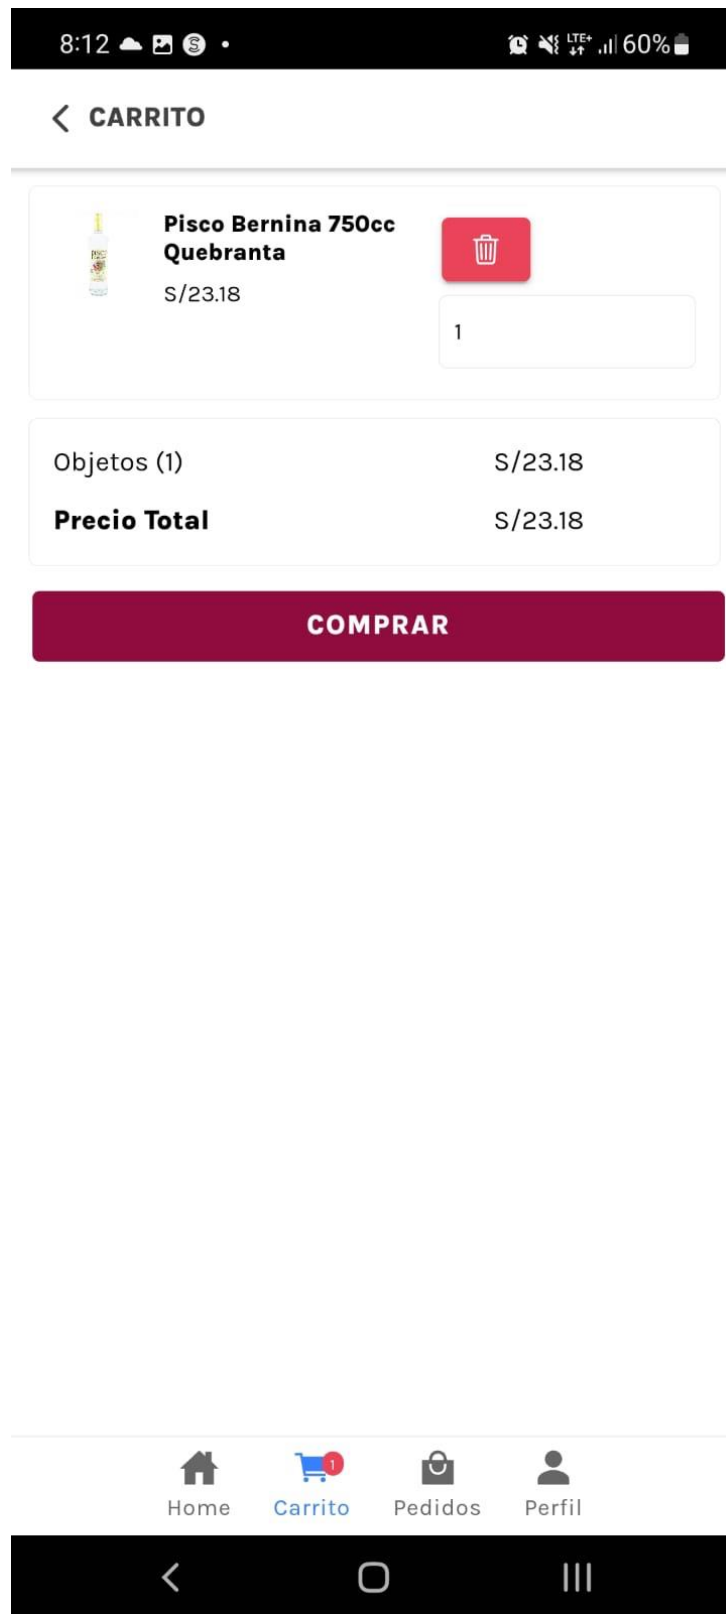 8:12
LTE+
60%
CARRITO
Pisco Bernina 750cc
Quebranta
S/23.18
1
Objetos (1)
S/23.18
Precio Total
S/23.18
COMPRAR
1
Home
Carrito
Pedidos
Perfil